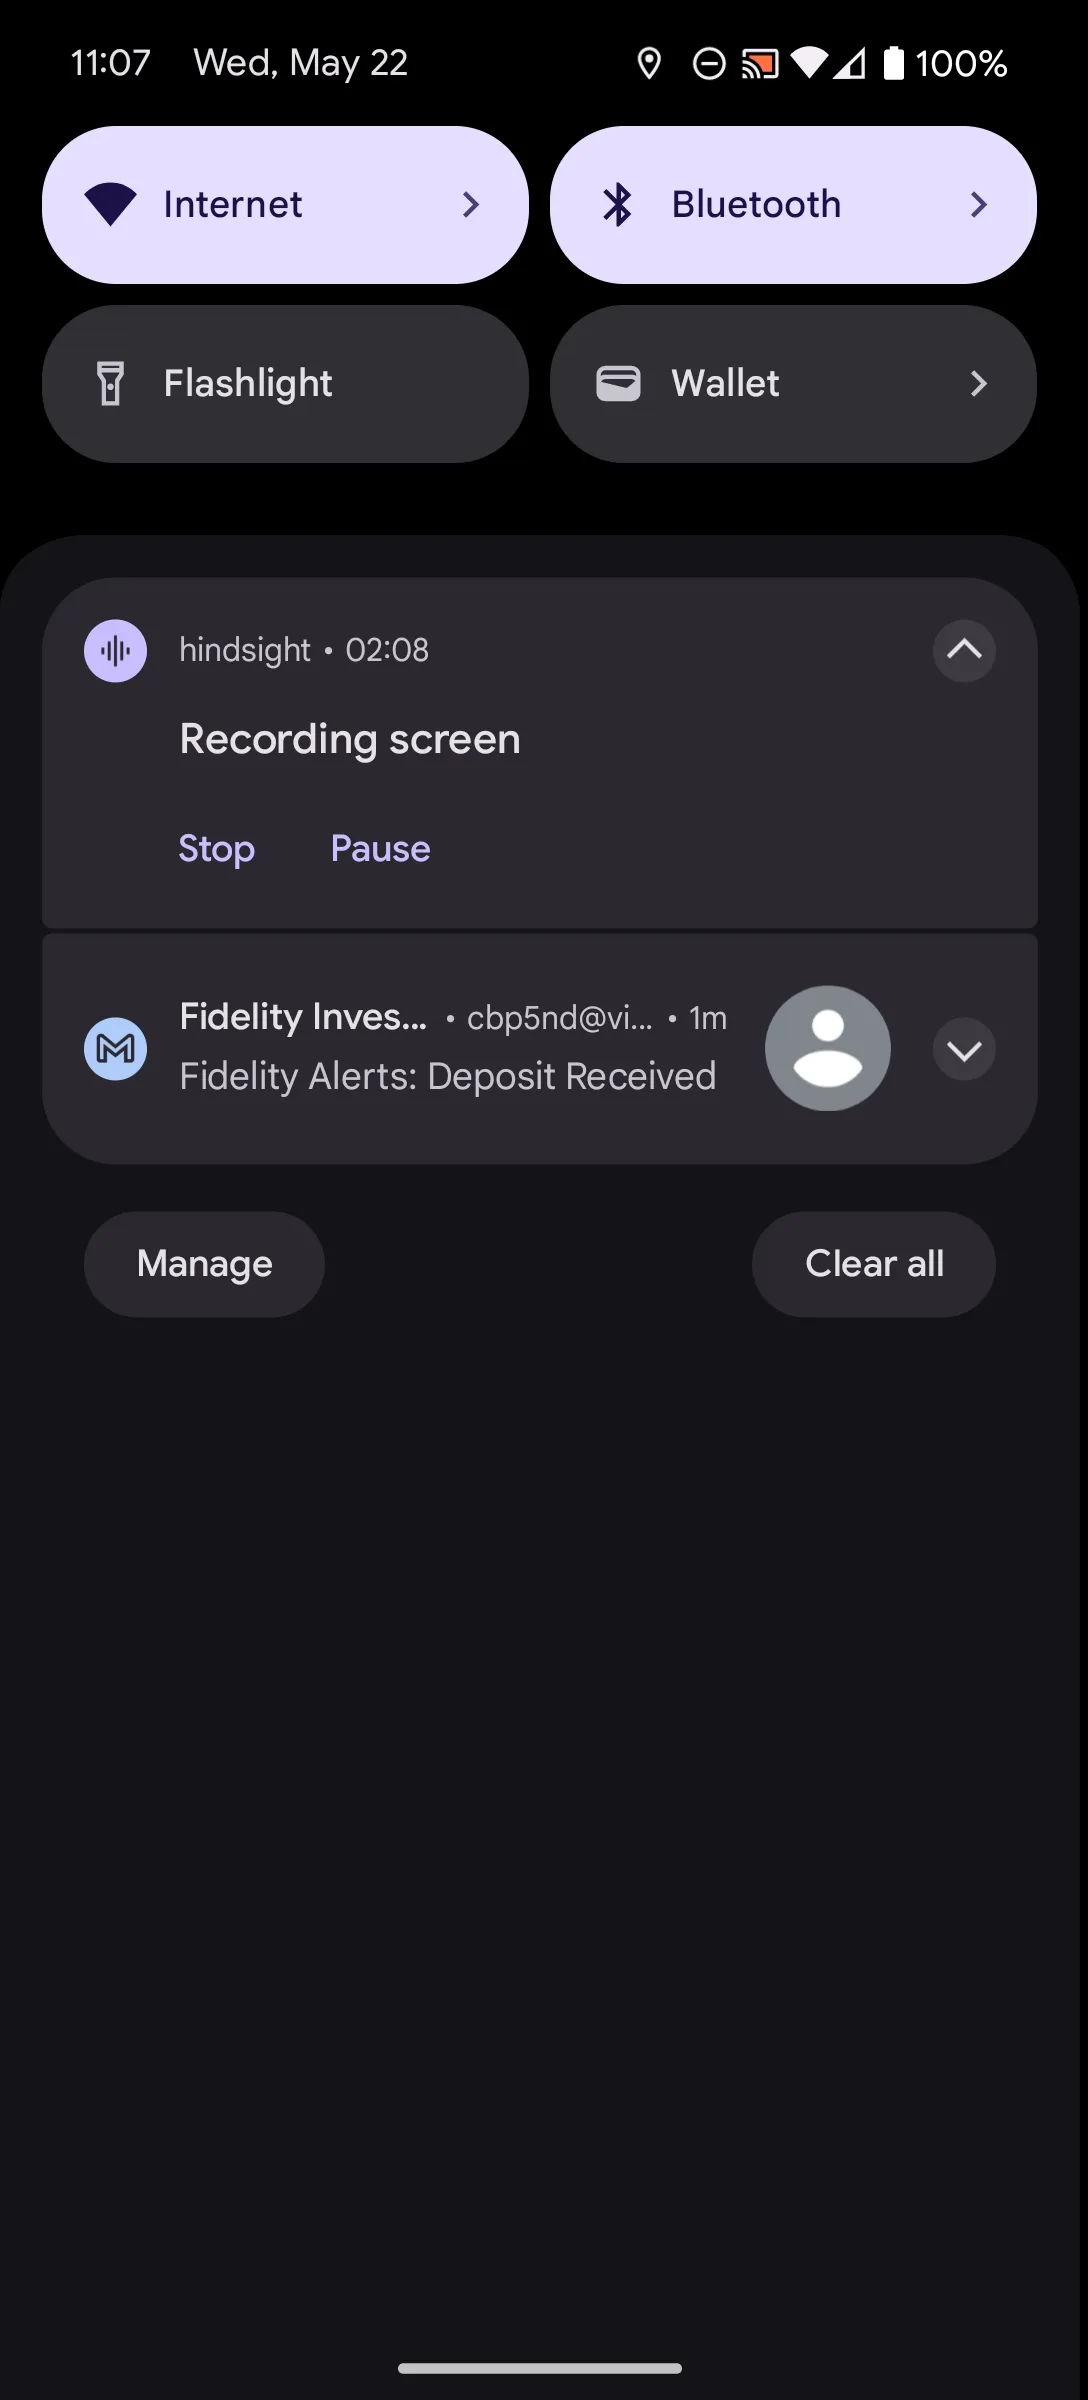 11:07 Wed, May 22 100%
Internet Bluetooth
Flashlight Wallet
hindsight • 02:08
Recording screen
Stop Pause
Fidelity Inves... • cbp5nd@vi... • 1m
Fidelity Alerts: Deposit Received
Manage Clear all